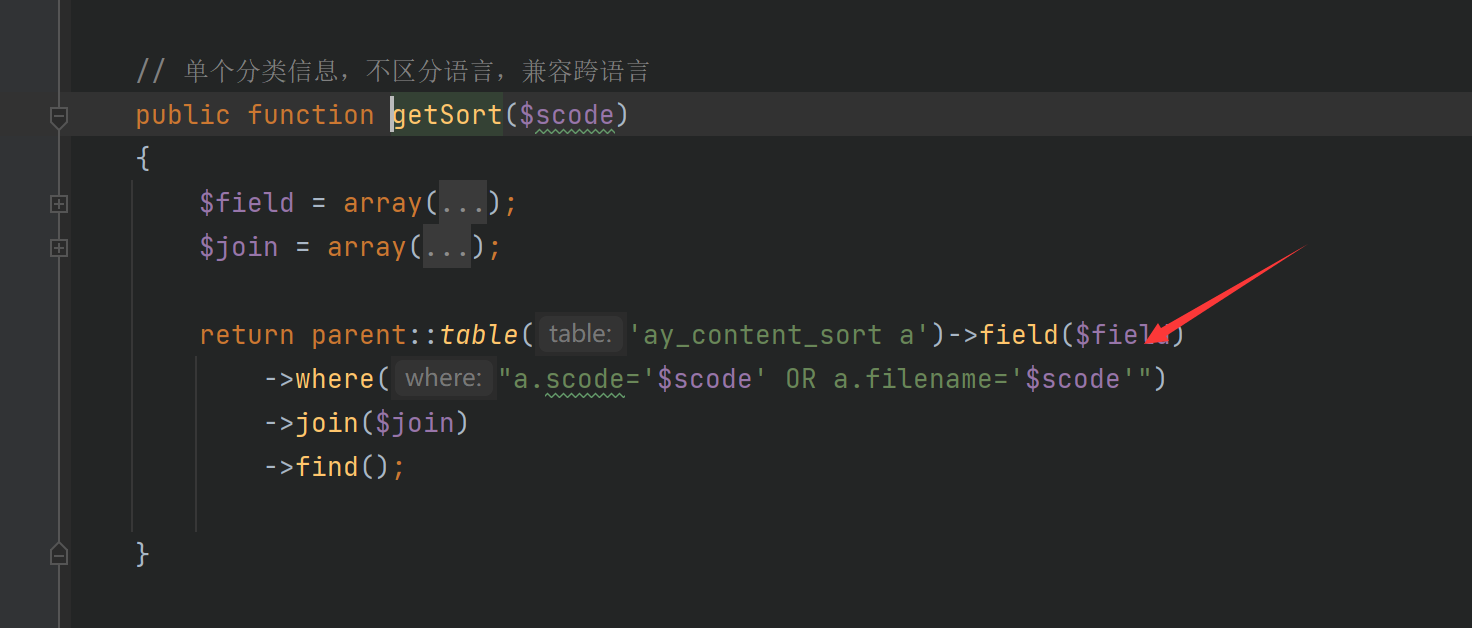 // 单个分类信息，不区分语言，兼容跨语言
public function getSort($scode)
{
$field = array(...);
$join = array(...);
return parent::table( table: 'ay_content_sort a')->field($field)
->where( where: "a.scode='$scode' OR a.filename='$scode'")
->join($join)
->find();
}